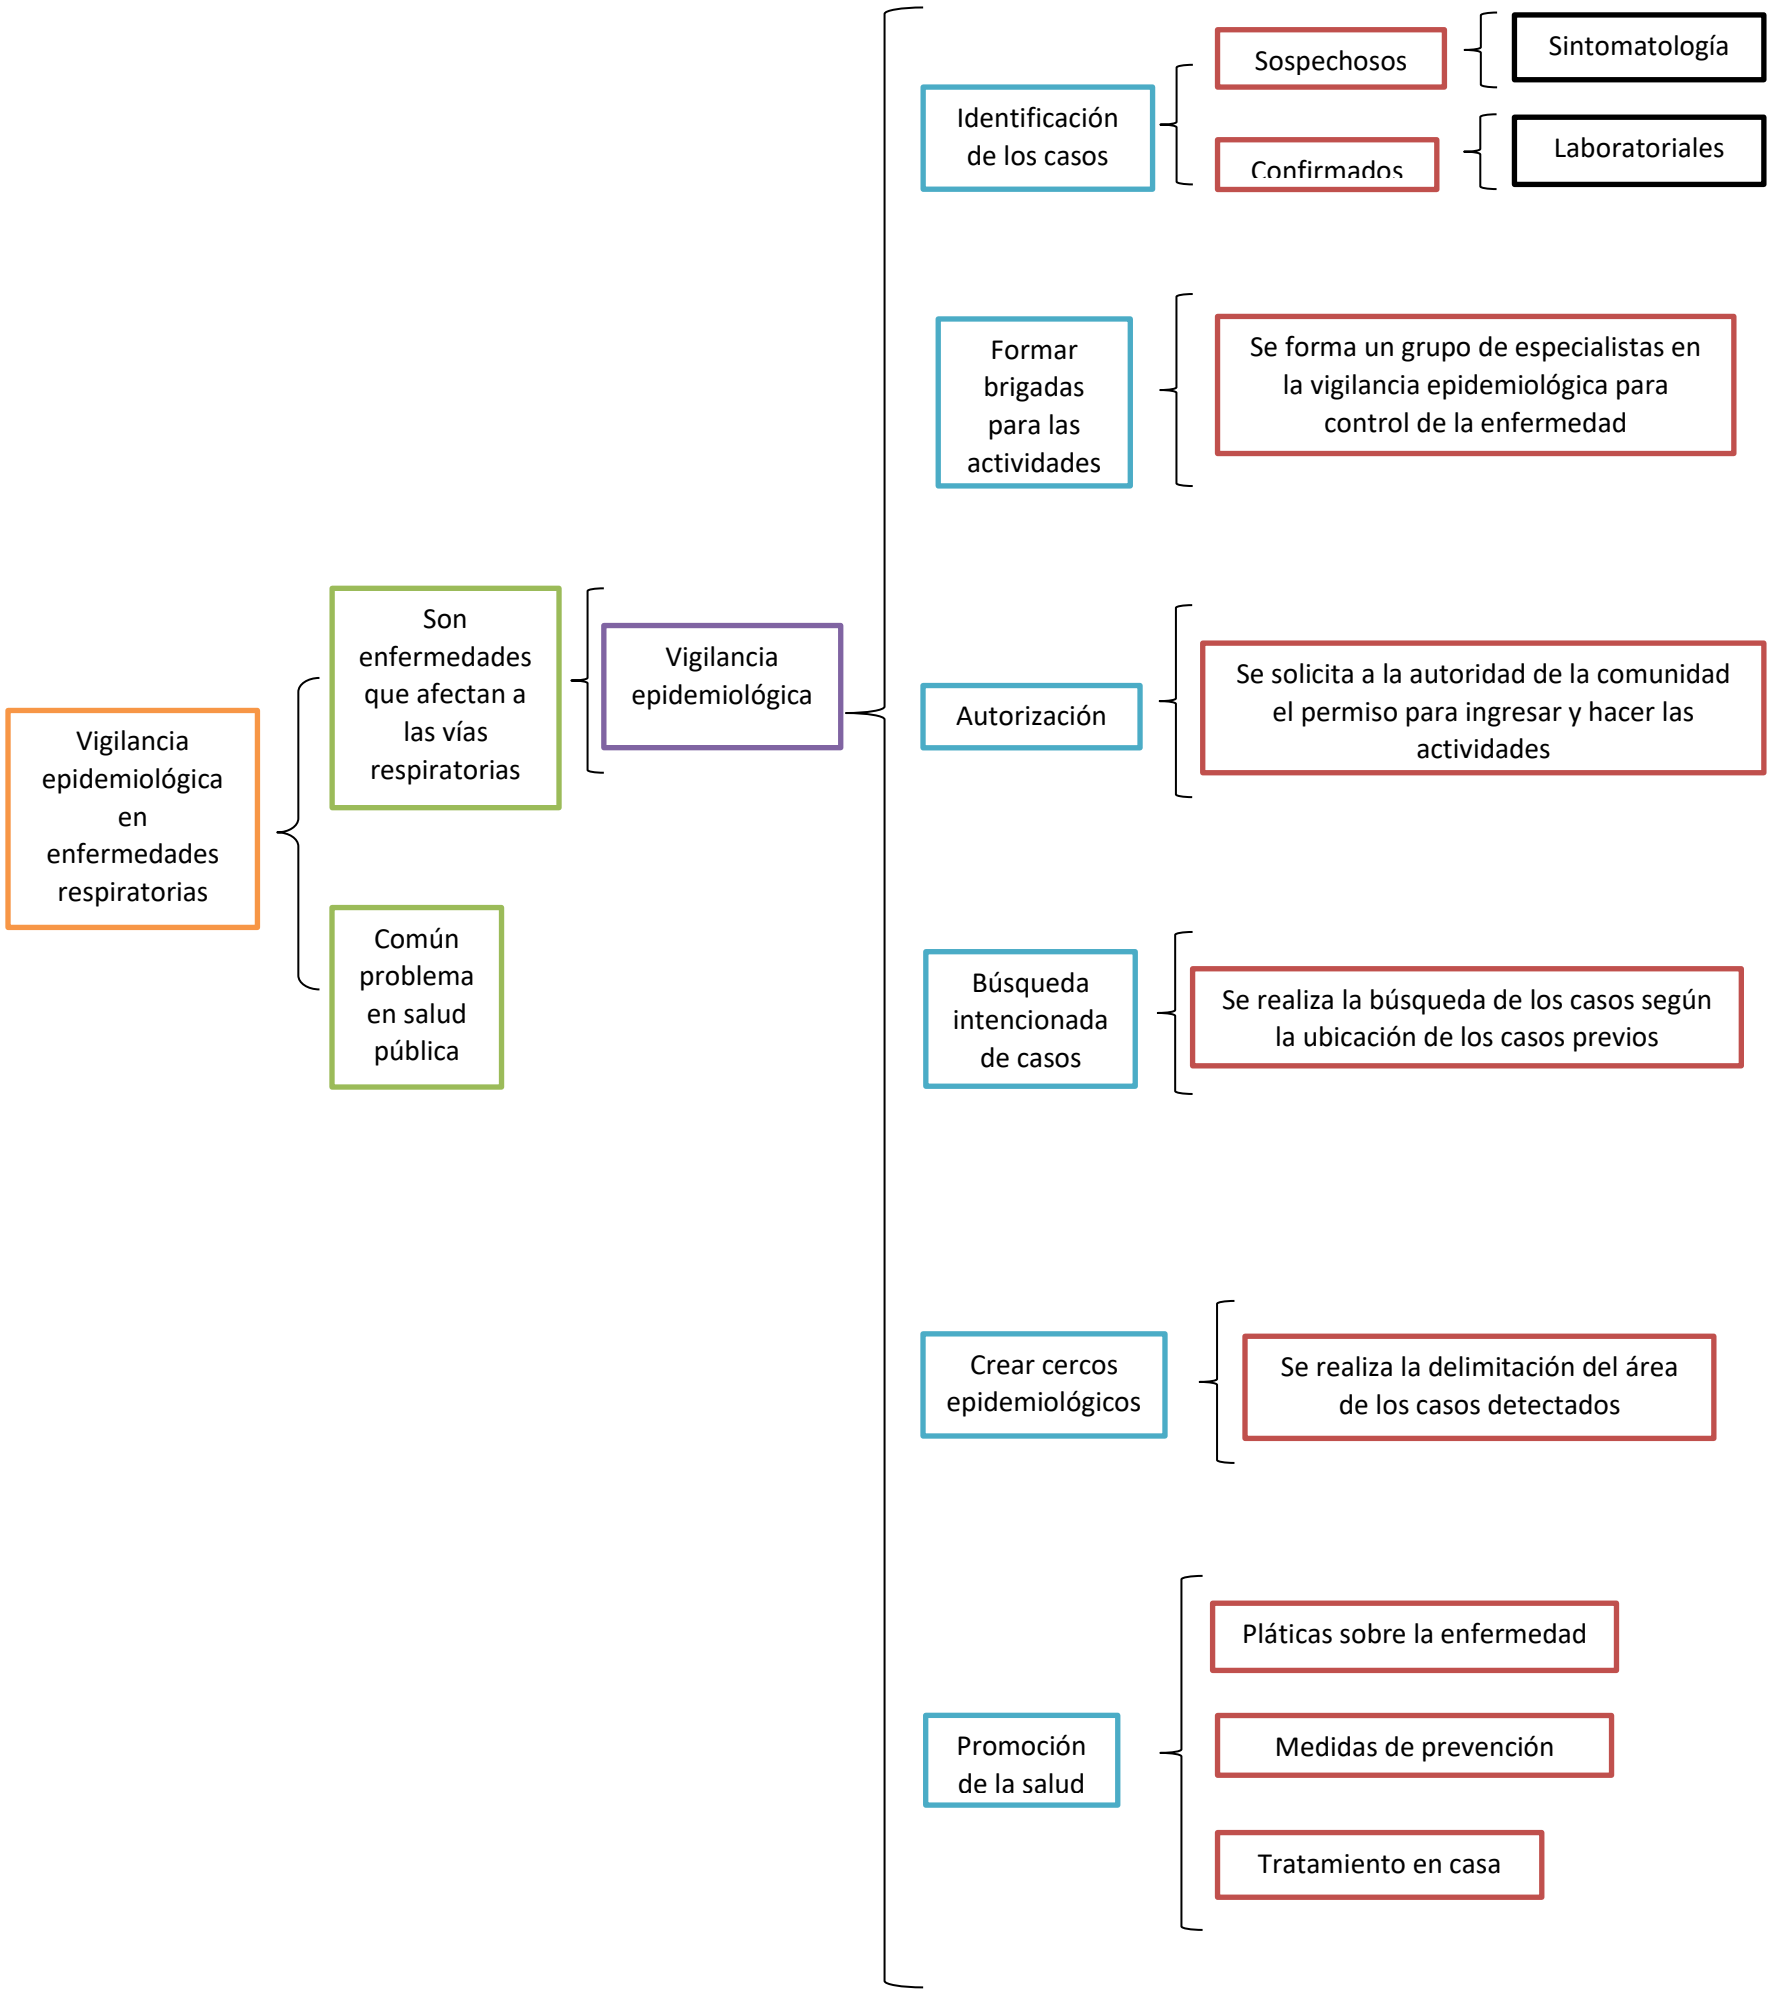 Vigilancia
epidemiológica
en
enfermedades
respiratorias
Son
enfermedades
que afectan a
las vías
respiratorias
Común
problema
en salud
pública
Vigilancia
epidemiológica
Identificación
de los casos
Sospechosos
Sintomatología
Confirmados
Laboratoriales
Formar
brigadas
para las
actividades
Se forma un grupo de especialistas en
la vigilancia epidemiológica para
control de la enfermedad
Autorización
Se solicita a la autoridad de la comunidad
el permiso para ingresar y hacer las
actividades
Búsqueda
intencionada
de casos
Se realiza la búsqueda de los casos según
la ubicación de los casos previos
Crear cercos
epidemiológicos
Se realiza la delimitación del área
de los casos detectados
Promoción
de la salud
Pláticas sobre la enfermedad
Medidas de prevención
Tratamiento en casa